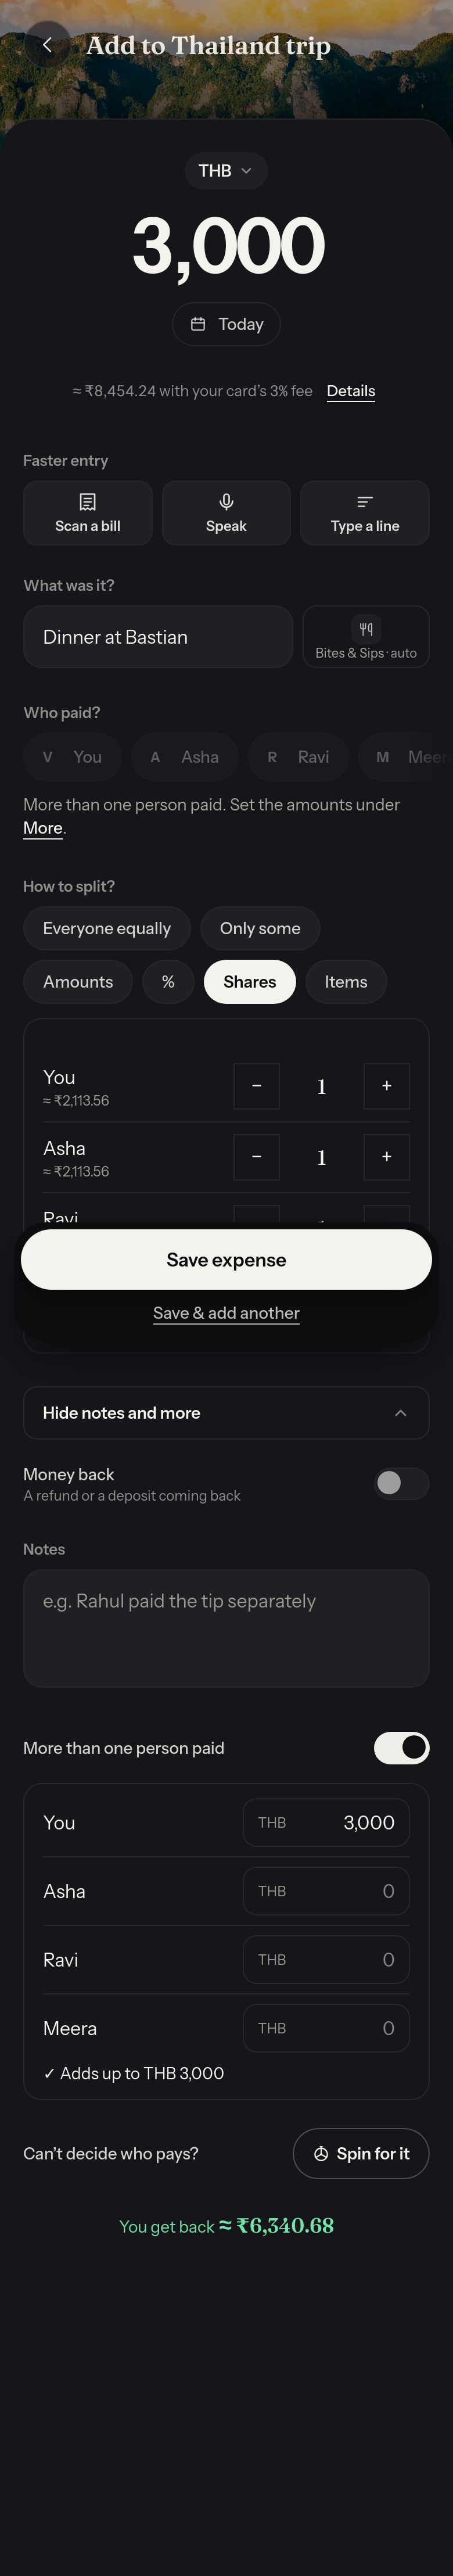 Add to Thailand trip
THB
3,000
Today
≈ ₹8,454.24 with your card's 3% fee Details
Faster entry
Scan a bill Speak Type a line
What was it?
Dinner at Bastian
Bites & Sips · auto
Who paid?
V You A Asha R Ravi M Meer
More than one person paid. Set the amounts under
More.
How to split?
Everyone equally Only some
Amounts % Shares Items
You
≈ ₹2,113.56
− 1 +
Asha
≈ ₹2,113.56
− 1 +
Ravi
Save expense
Save & add another
Hide notes and more
Money back
A refund or a deposit coming back
Notes
e.g. Rahul paid the tip separately
More than one person paid
You THB 3,000
Asha THB 0
Ravi THB 0
Meera THB 0
✓ Adds up to THB 3,000
Can't decide who pays? Spin for it
You get back ≈ ₹6,340.68